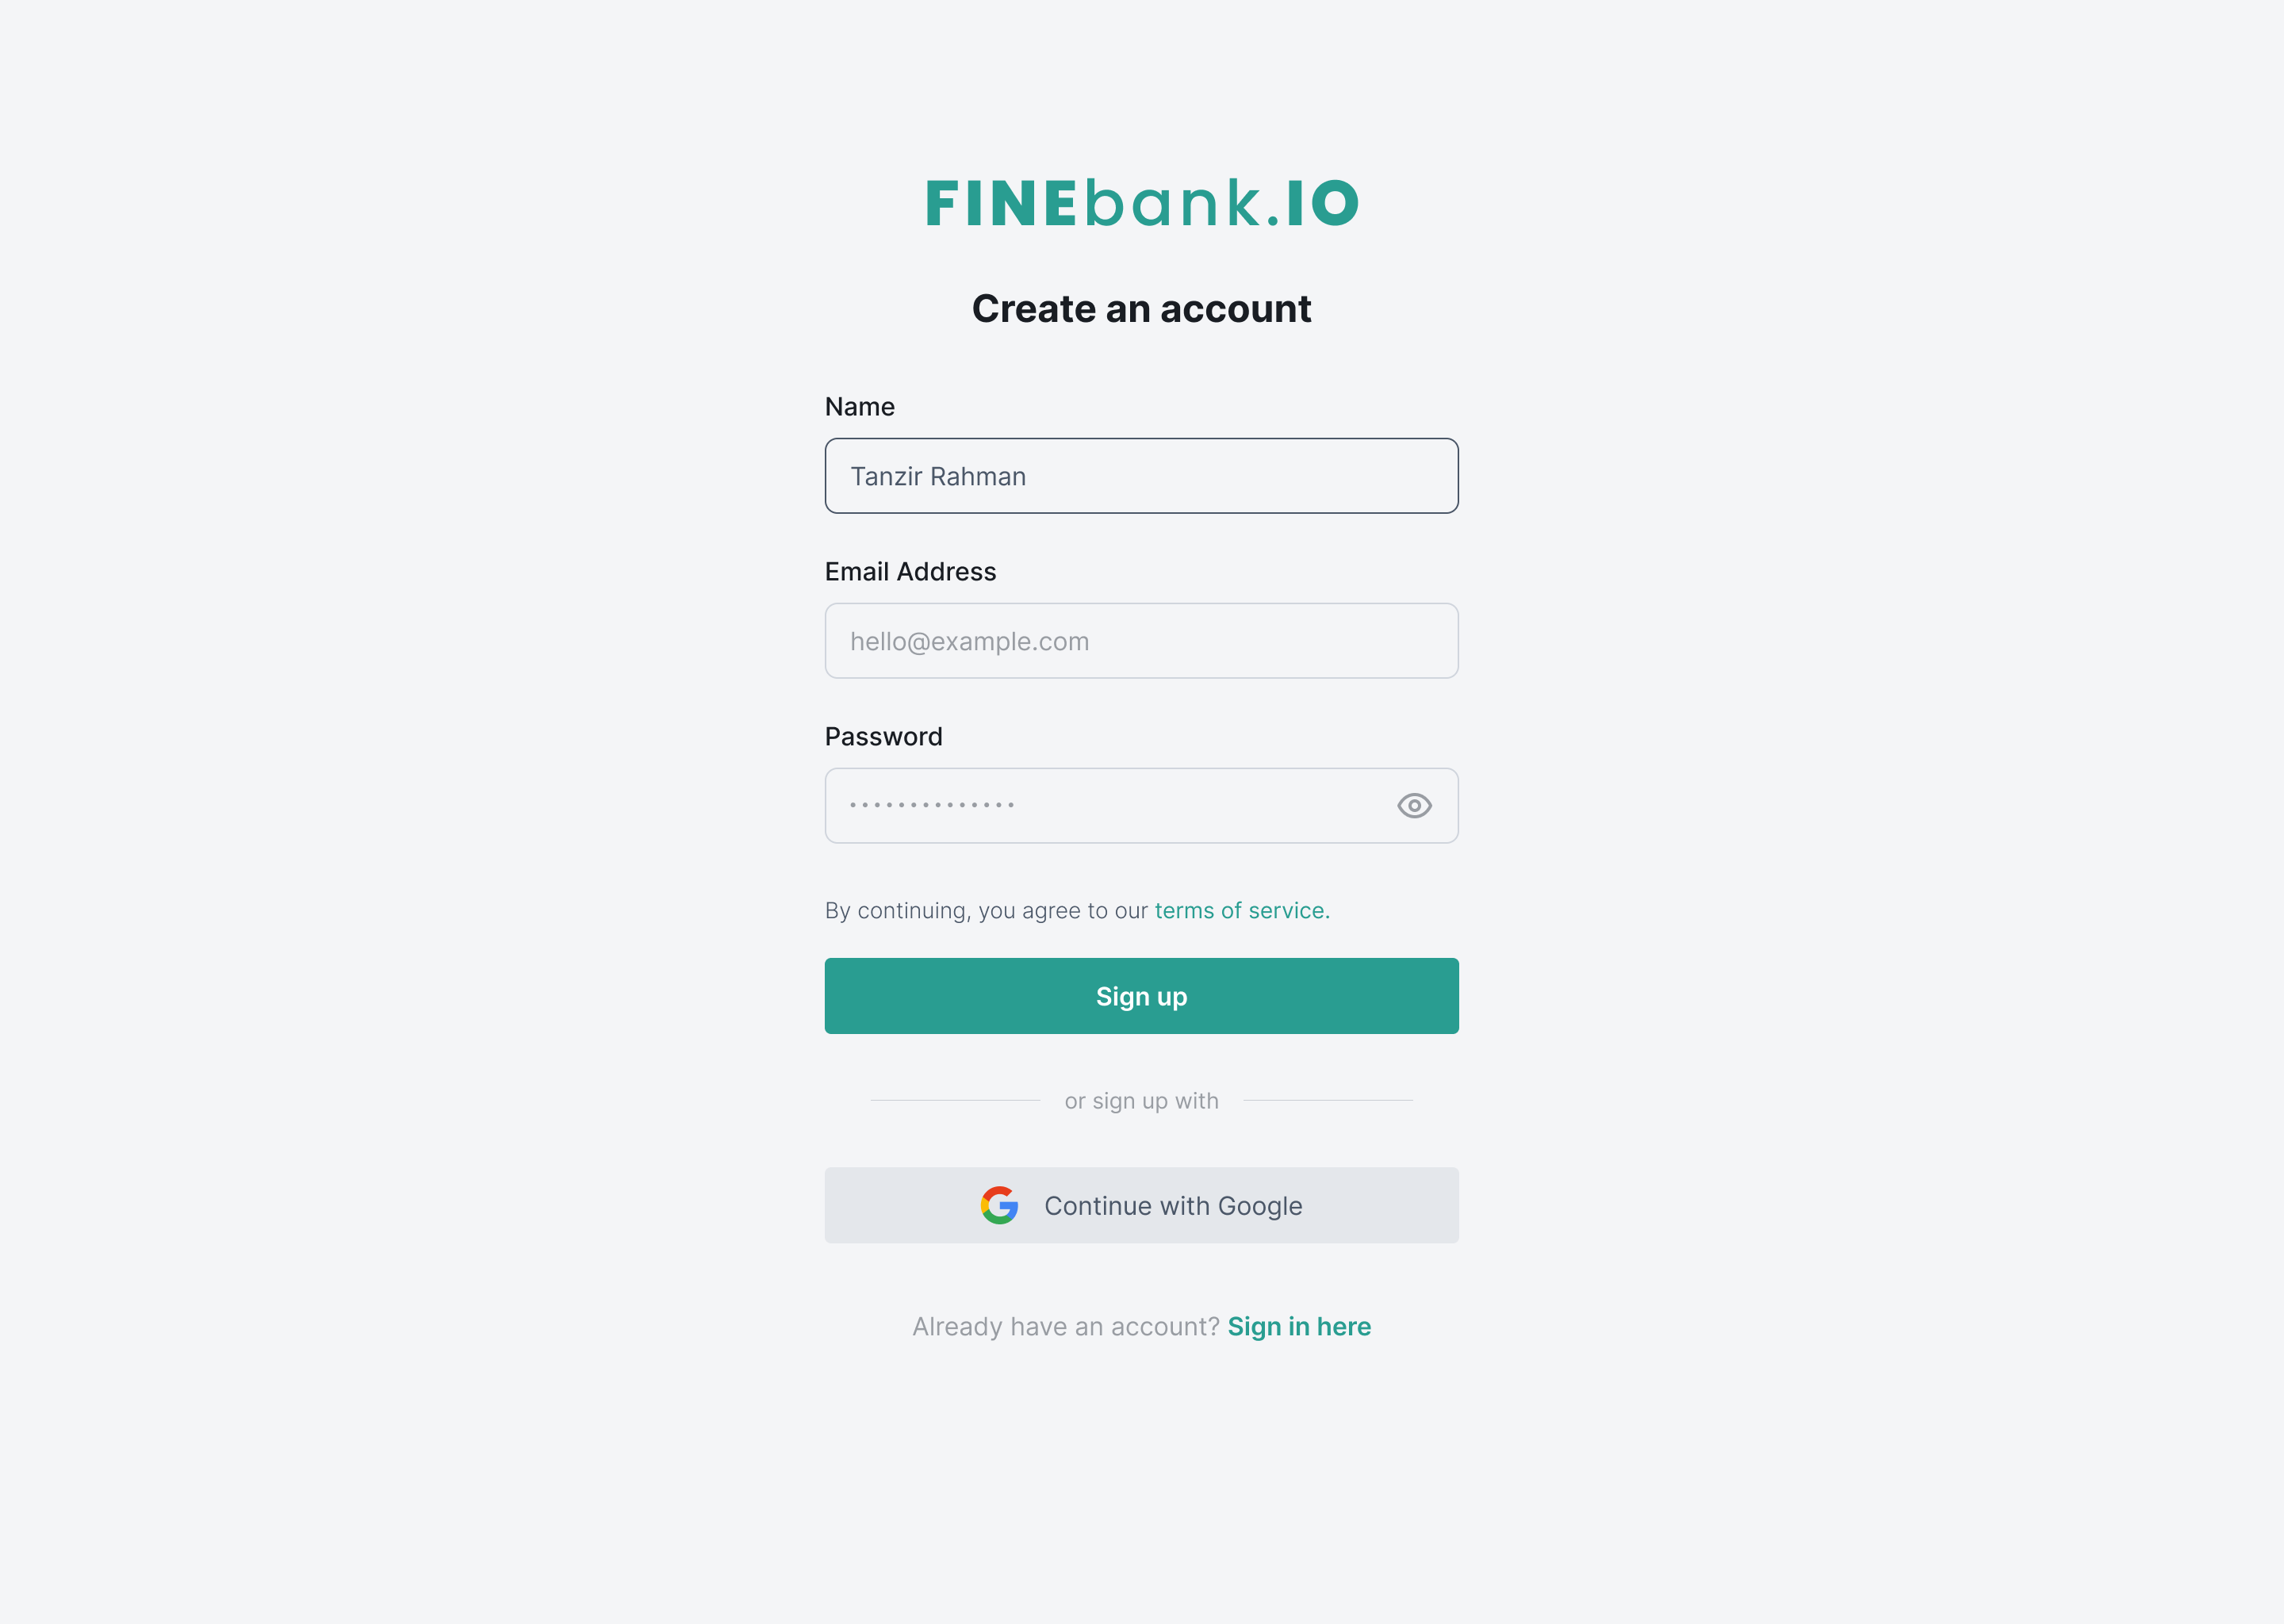 FINEbank.IO
Create an account
Name
Tanzir Rahman
Email Address
hello@example.com
Password
By continuing, you agree to our terms of service.
Sign up
or sign up with
Continue with Google
Already have an account? Sign in here